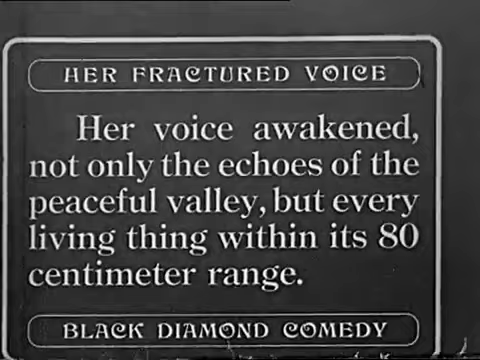 HER FRACTURED VOICE
Her voice awakened,
not only the echoes of the
peaceful valley, but every
living thing within its 80
centimeter range.
BLACK DIAMOND COMEDY